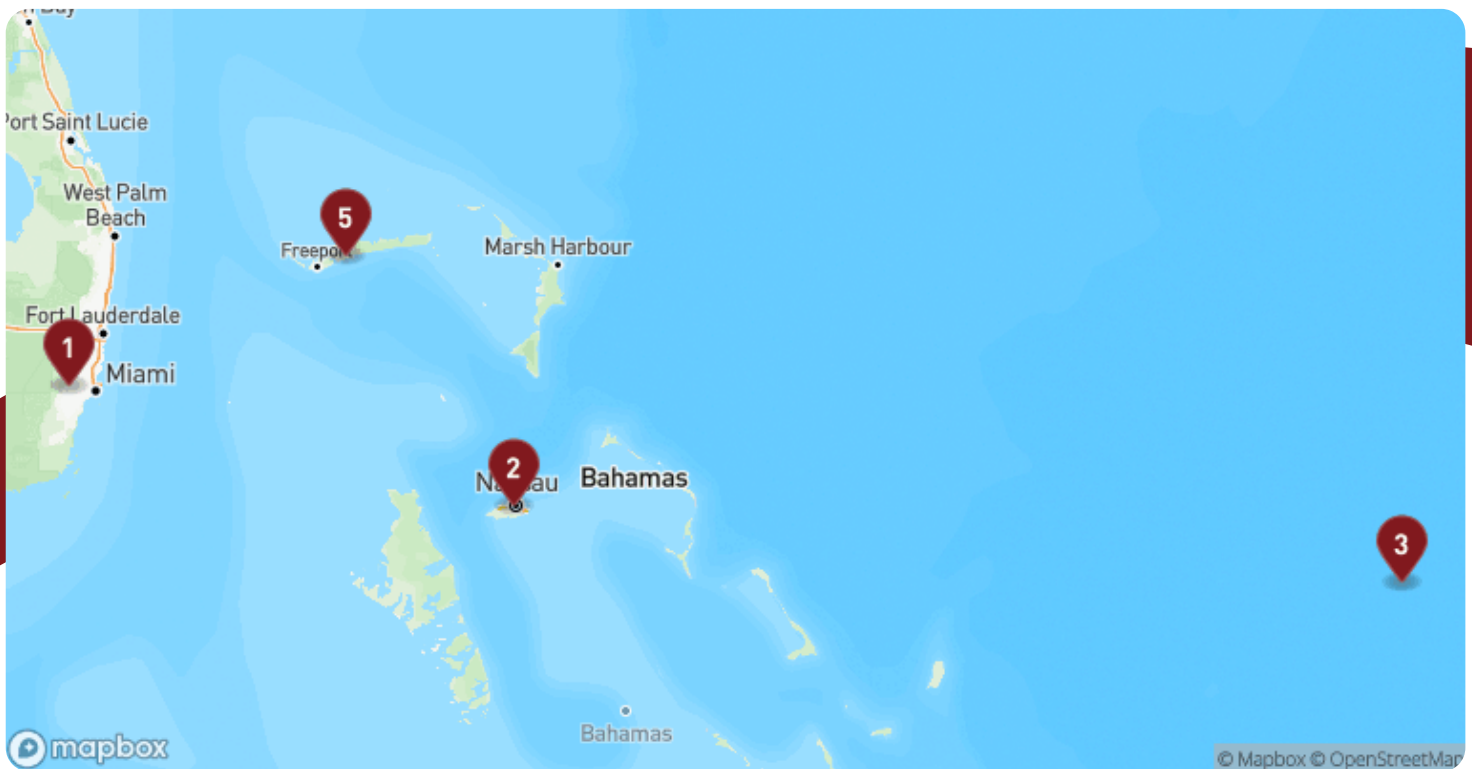 Port Saint Lucie
West Palm
Beach
5
Freeport
Marsh Harbour
Fort Lauderdale
1
Miami
2
Nassau
Bahamas
3
Bahamas
mapbox
© Mapbox © OpenStreetMap